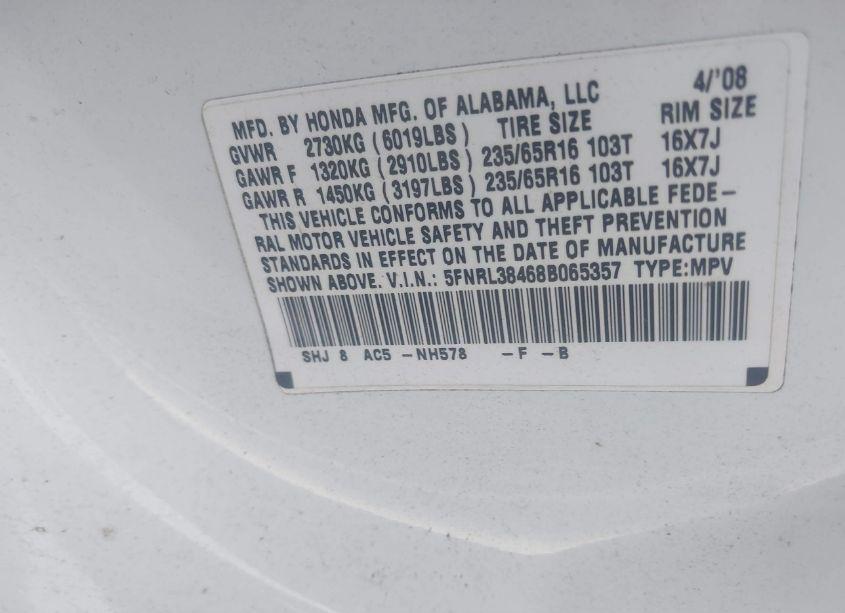 MFD. BY HONDA MFG. OF ALABAMA, LLC 4/'08
GVWR 2730KG (6019LBS) TIRE SIZE RIM SIZE
GAWR F 1320KG (2910LBS) 235/65R16 103T 16X7J
GAWR R 1450KG (3197LBS) 235/65R16 103T 16X7J
THIS VEHICLE CONFORMS TO ALL APPLICABLE FEDE-
RAL MOTOR VEHICLE SAFETY AND THEFT PREVENTION
STANDARDS IN EFFECT ON THE DATE OF MANUFACTURE
SHOWN ABOVE. V.I.N.: 5FNRL38468B065357 TYPE:MPV
SHJ 8 AC5 -NH578 -F -B